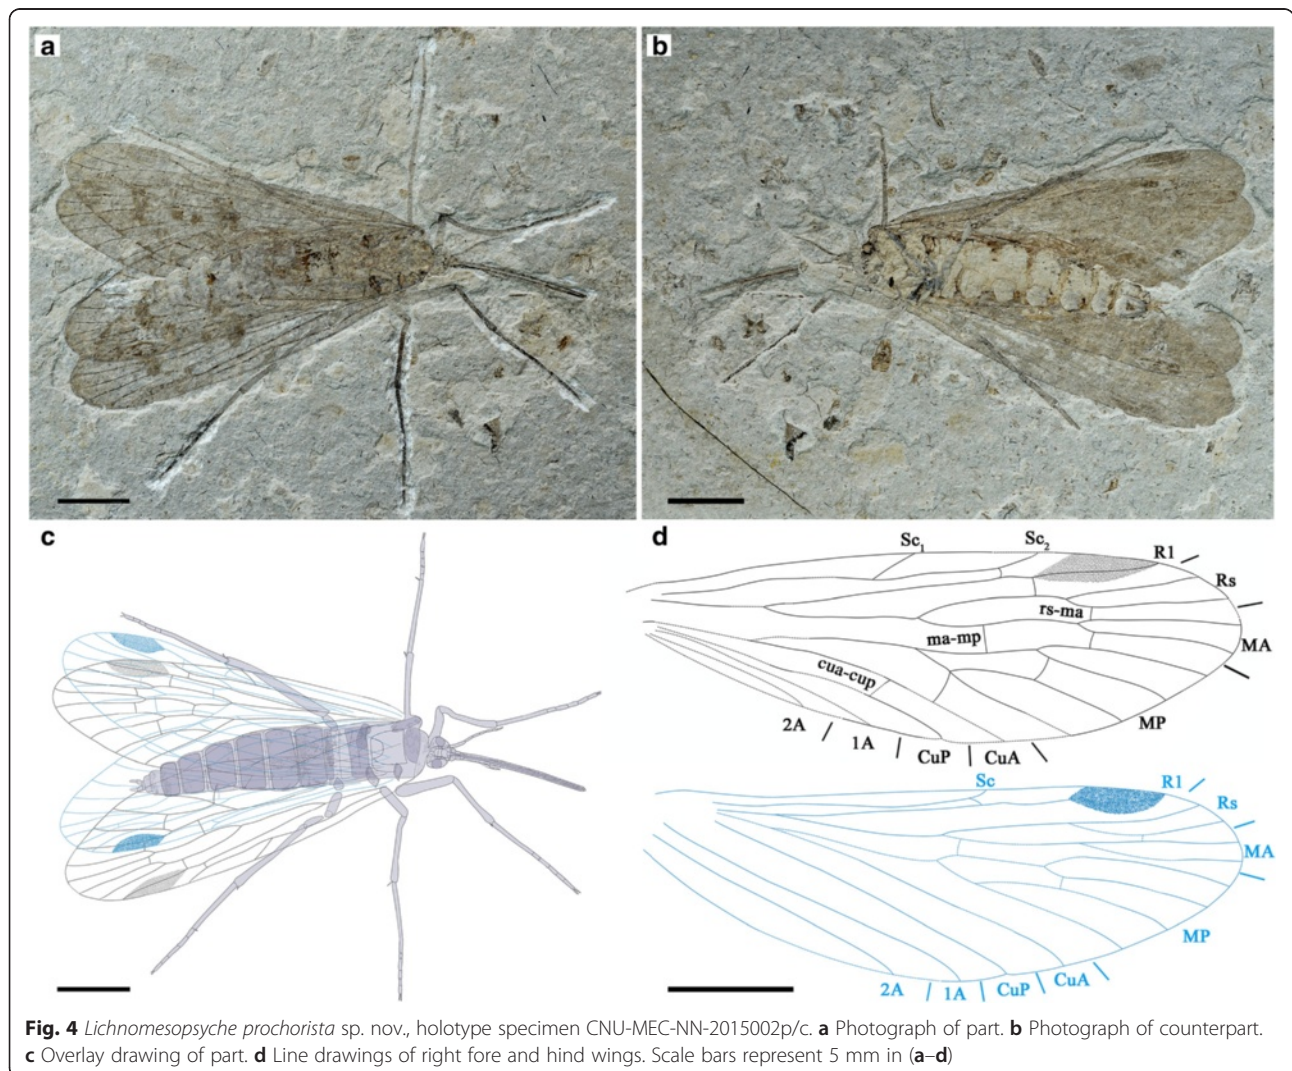 a
b
c
d
Sc1
Sc2
R1
Rs
rs-ma
ma-mp
MA
cua-cup
2A
1A
CuP
CuA
MP
Sc
R1
Rs
MA
MP
2A
1A
CuP
CuA
Fig. 4 Lichnomesopsyche prochorista sp. nov., holotype specimen CNU-MEC-NN-2015002p/c. a Photograph of part. b Photograph of counterpart.
c Overlay drawing of part. d Line drawings of right fore and hind wings. Scale bars represent 5 mm in (a–d)